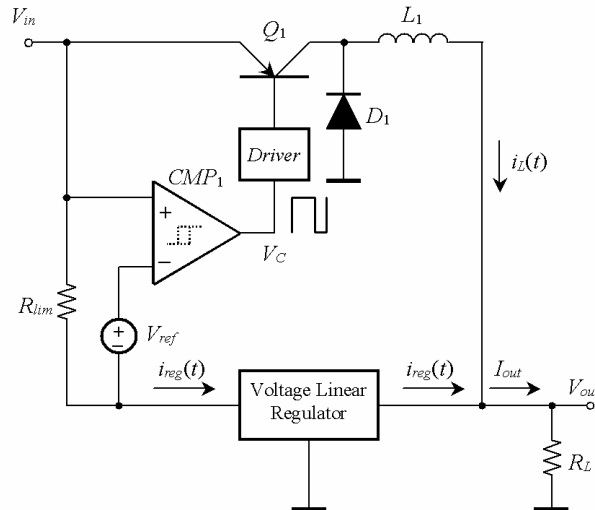 V_in
Q_1
L_1
D_1
Driver
i_L(t)
CMP_1
+
−
V_C
R_lim
+
−
V_ref
i_reg(t)
Voltage Linear
Regulator
i_reg(t)
I_out
V_ou
R_L